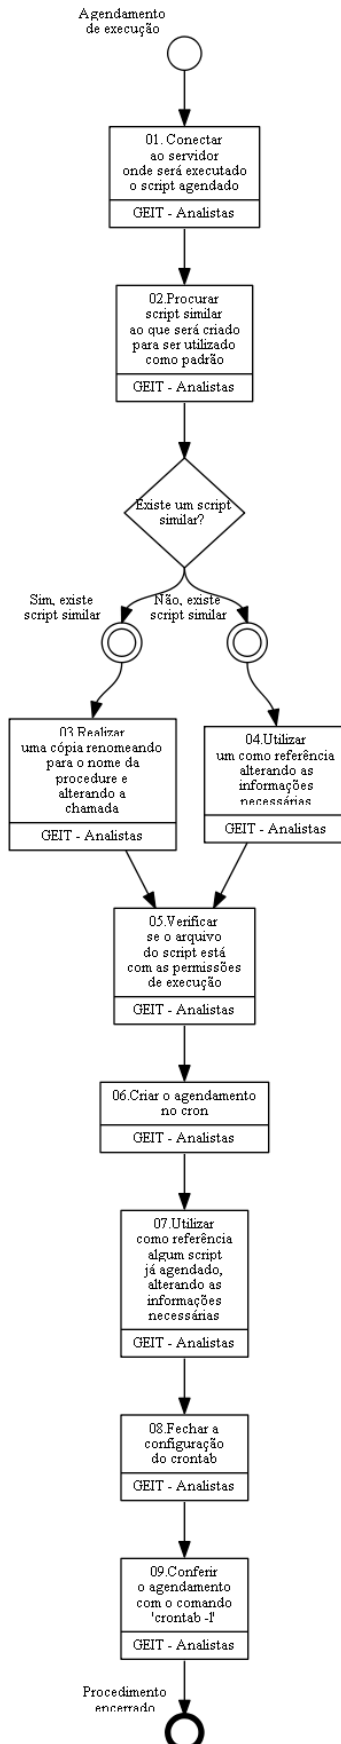 Agendamento
de execução
01. Conectar
ao servidor
onde será executado
o script agendado
GEIT - Analistas
02.Procurar
script similar
ao que será criado
para ser utilizado
como padrão
GEIT - Analistas
Existe um script
similar?
Sim, existe
script similar
Não, existe
script similar
03.Realizar
uma cópia renomeando
para o nome da
procedure e
alterando a
chamada
GEIT - Analistas
04.Utilizar
um como referência
alterando as
informações
necessárias
GEIT - Analistas
05.Verificar
se o arquivo
do script está
com as permissões
de execução
GEIT - Analistas
06.Criar o agendamento
no cron
GEIT - Analistas
07.Utilizar
como referência
algum script
já agendado,
alterando as
informações
necessárias
GEIT - Analistas
08.Fechar a
configuração
do crontab
GEIT - Analistas
09.Conferir
o agendamento
com o comando
'crontab -l'
GEIT - Analistas
Procedimento
encerrado